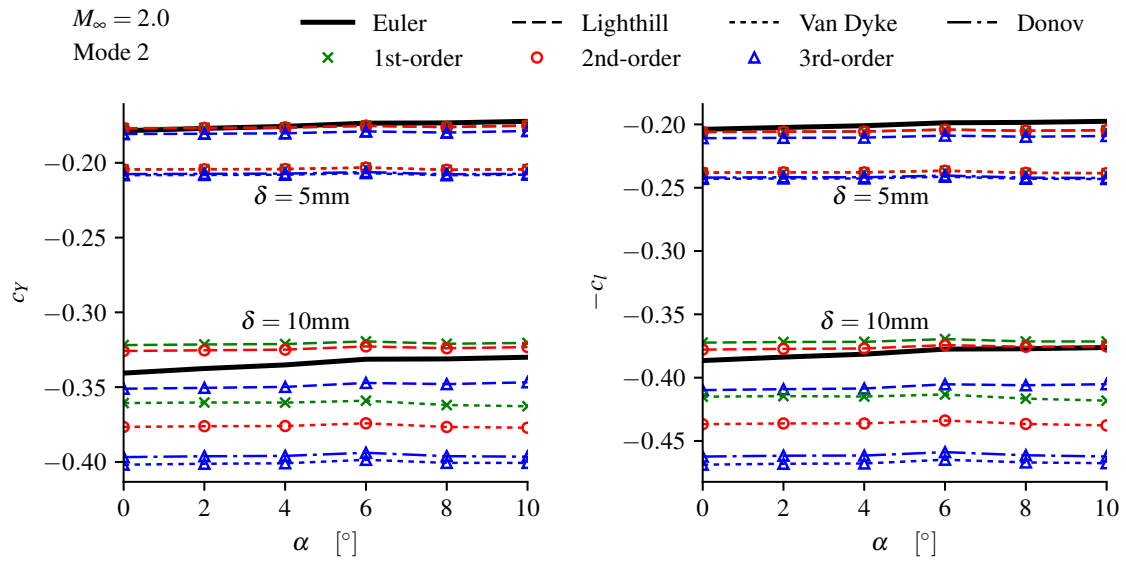 M∞ = 2.0
Euler
Lighthill
Van Dyke
Donov
Mode 2
1st-order
2nd-order
3rd-order
−0.20
−0.25
−0.30
−0.35
−0.40
c_Y
δ = 5mm
δ = 10mm
0 2 4 6 8 10
α [°]
−0.20
−0.25
−0.30
−0.35
−0.40
−0.45
−c_l
δ = 5mm
δ = 10mm
0 2 4 6 8 10
α [°]